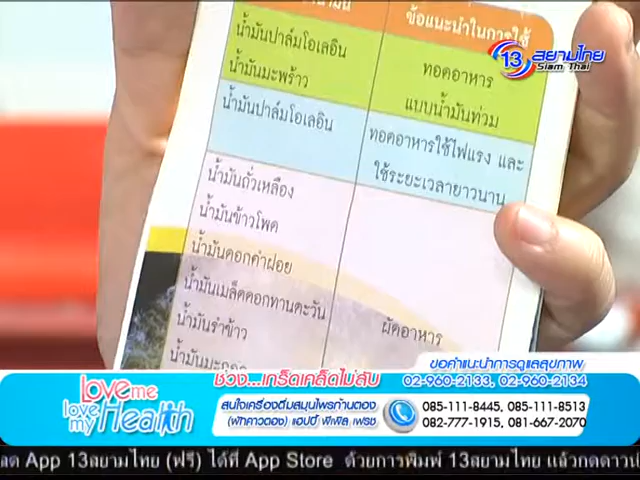 ข้อแนะนำในการใช้
น้ำมันปาล์มโอเลอิน
น้ำมันมะพร้าว
ทอดอาหาร
แบบน้ำมันท่วม
น้ำมันปาล์มโอเลอิน
ทอดอาหารใช้ไฟแรง และ
ใช้ระยะเวลายาวนาน
น้ำมันถั่วเหลือง
น้ำมันข้าวโพด
น้ำมันดอกคำฝอย
น้ำมันเมล็ดดอกทานตะวัน
น้ำมันรำข้าว
ผัดอาหาร
13 สยามไทย
Siam Thai
Love me
love my Health
ช่วง...เกร็ดเคล็ดไม่ลับ
ขอคำแนะนำการดูแลสุขภาพ
02-960-2133, 02-960-2134
สนใจเครื่องดื่มสมุนไพรก้านตอง
(ฟักคาวตอง) แฮปปี้ พีเพิล เฟรช
085-111-8445, 085-111-8513
082-777-1915, 081-667-2070
App 13สยามไทย (ฟรี) ได้ที่ App Store ด้วยการพิมพ์ 13สยามไทย แล้วกดดาวน์